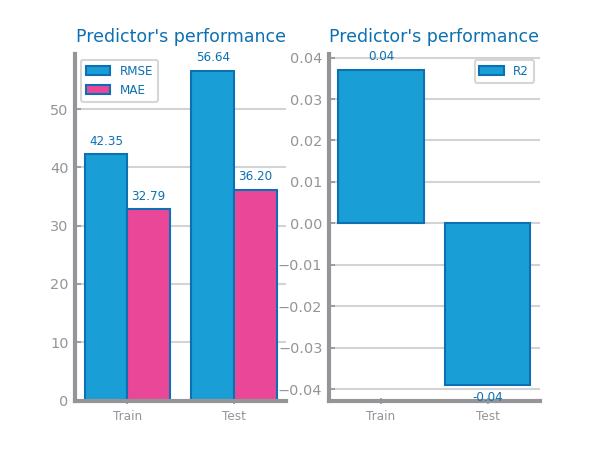 Predictor's performance
RMSE
MAE
42.35
32.79
56.64
36.20
50
40
30
20
10
0
Train
Test
Predictor's performance
R2
0.04
-0.04
0.04
0.03
0.02
0.01
0.00
−0.01
−0.02
−0.03
−0.04
Train
Test